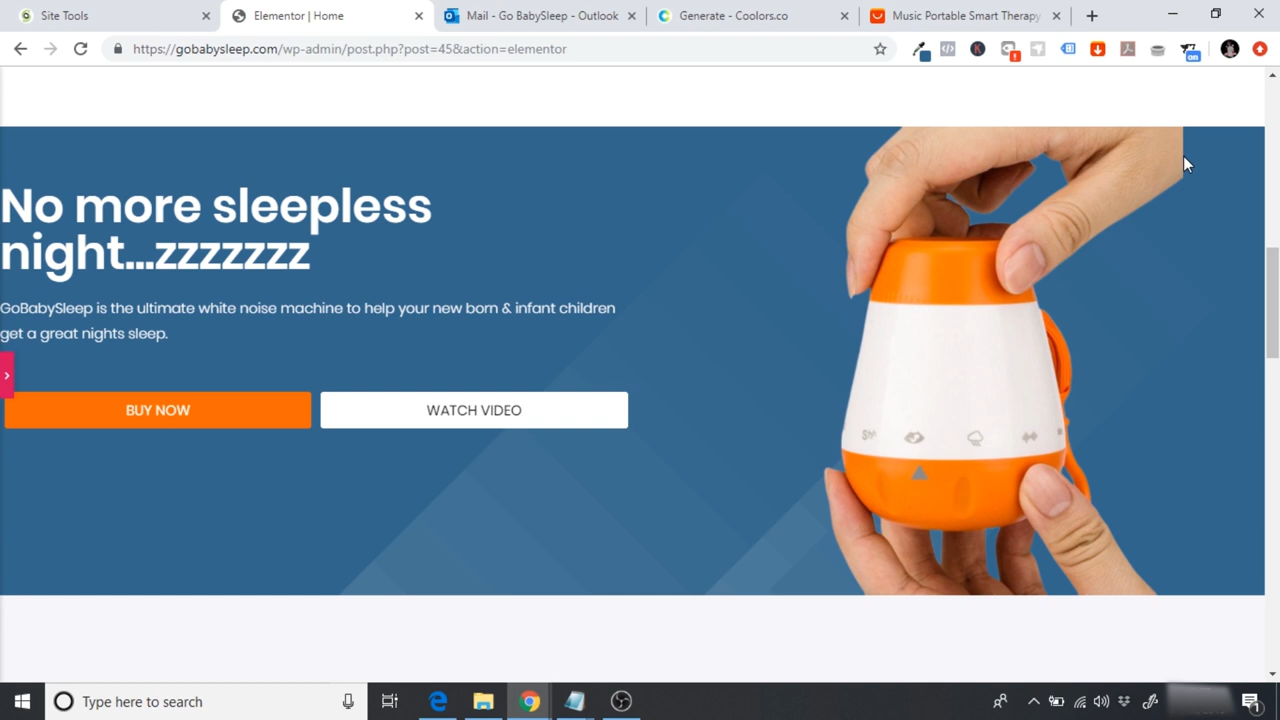 Site Tools
Elementor | Home
Mail - Go BabySleep - Outlook
Generate - Coolors.co
Music Portable Smart Therapy
https://gobabysleep.com/wp-admin/post.php?post=45&action=elementor
on
No more sleepless
night...zzzzzzz
GoBabySleep is the ultimate white noise machine to help your new born & infant children
get a great nights sleep.
BUY NOW
WATCH VIDEO
Type here to search
1